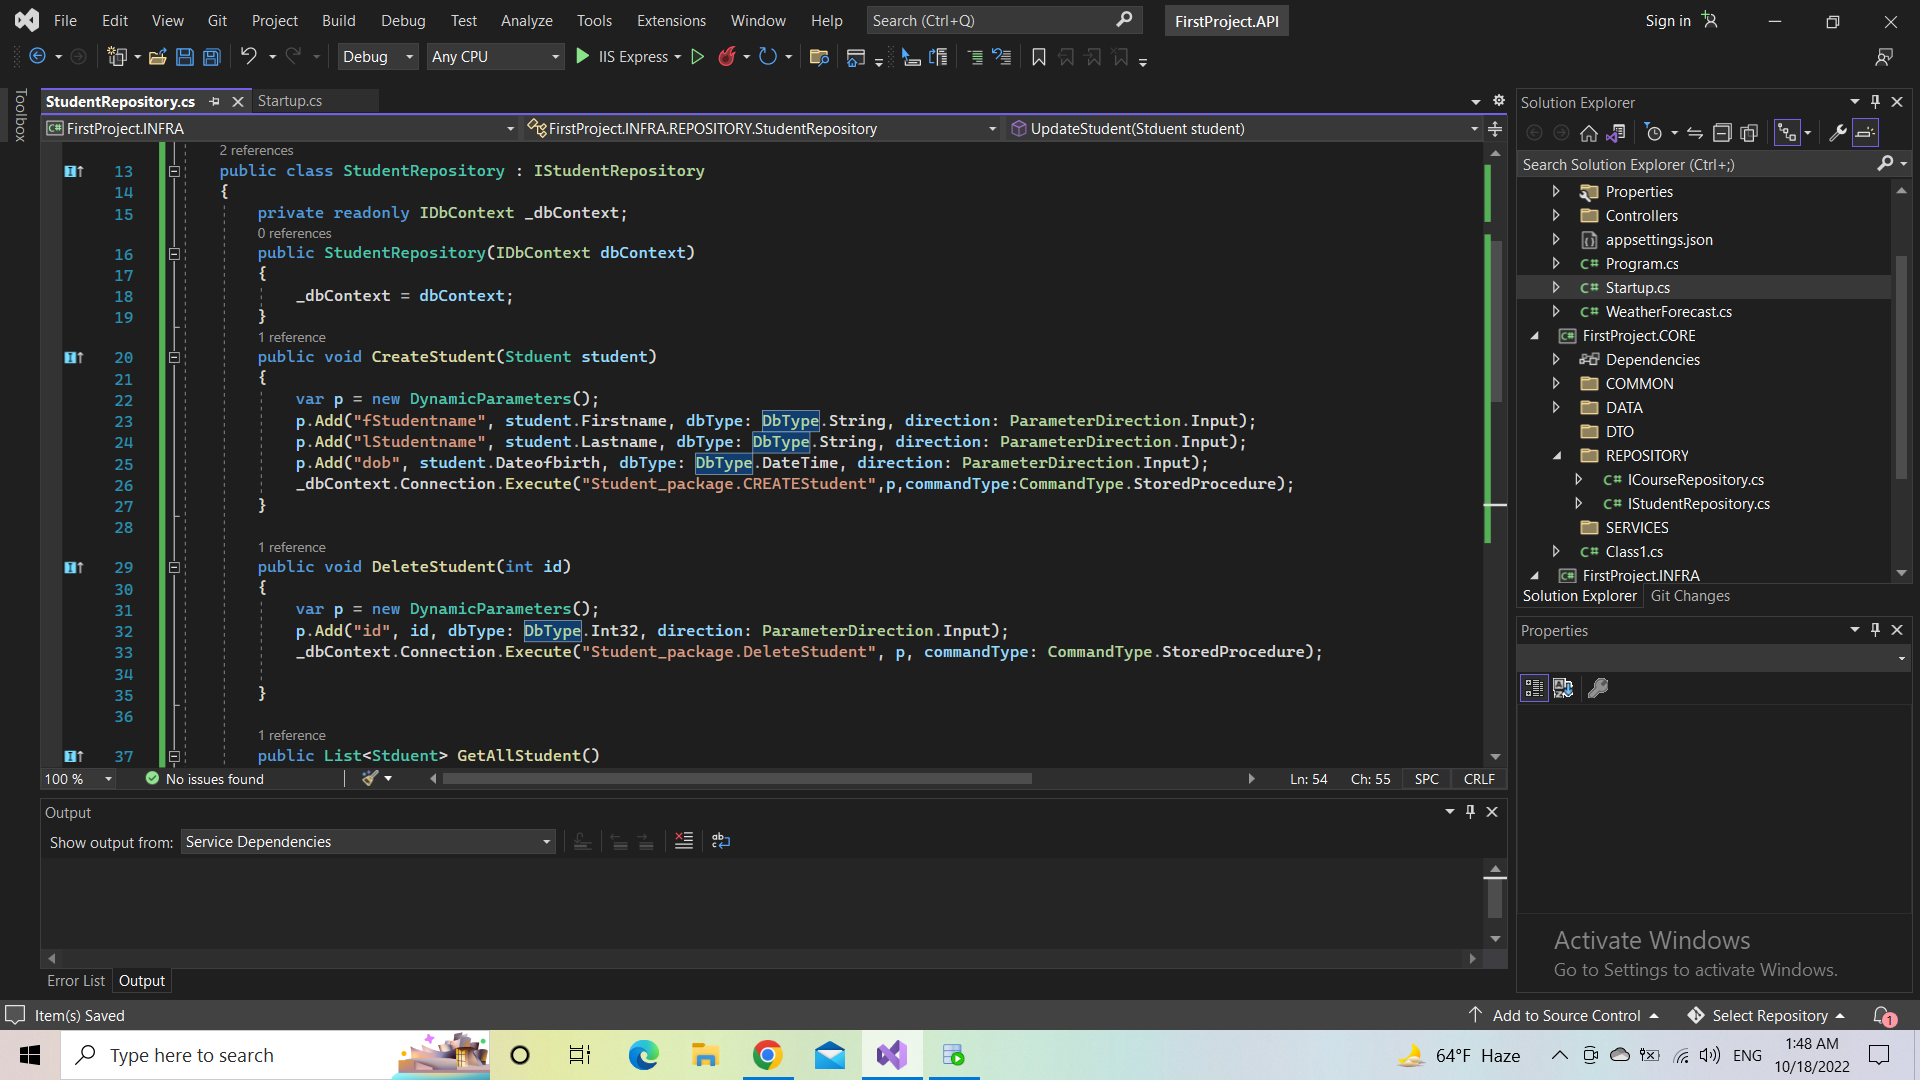 File Edit View Git Project Build Debug Test Analyze Tools Extensions Window Help Search (Ctrl+Q) FirstProject.API Sign in
Debug Any CPU IIS Express
Toolbox
StudentRepository.cs Startup.cs
FirstProject.INFRA FirstProject.INFRA.REPOSITORY.StudentRepository UpdateStudent(Stduent student)
2 references
13 public class StudentRepository : IStudentRepository
14 {
15 private readonly IDbContext _dbContext;
0 references
16 public StudentRepository(IDbContext dbContext)
17 {
18 _dbContext = dbContext;
19 }
1 reference
20 public void CreateStudent(Stduent student)
21 {
22 var p = new DynamicParameters();
23 p.Add("fStudentname", student.Firstname, dbType: DbType.String, direction: ParameterDirection.Input);
24 p.Add("lStudentname", student.Lastname, dbType: DbType.String, direction: ParameterDirection.Input);
25 p.Add("dob", student.Dateofbirth, dbType: DbType.DateTime, direction: ParameterDirection.Input);
26 _dbContext.Connection.Execute("Student_package.CREATEStudent",p,commandType:CommandType.StoredProcedure);
27 }
28
1 reference
29 public void DeleteStudent(int id)
30 {
31 var p = new DynamicParameters();
32 p.Add("id", id, dbType: DbType.Int32, direction: ParameterDirection.Input);
33 _dbContext.Connection.Execute("Student_package.DeleteStudent", p, commandType: CommandType.StoredProcedure);
34
35 }
36
1 reference
37 public List<Stduent> GetAllStudent()
100 % No issues found Ln: 54 Ch: 55 SPC CRLF
Output
Show output from: Service Dependencies
Error List Output
Solution Explorer
Search Solution Explorer (Ctrl+;)
Properties
Controllers
appsettings.json
C# Program.cs
C# Startup.cs
C# WeatherForecast.cs
C# FirstProject.CORE
Dependencies
COMMON
DATA
DTO
REPOSITORY
C# ICourseRepository.cs
C# IStudentRepository.cs
SERVICES
C# Class1.cs
C# FirstProject.INFRA
Solution Explorer Git Changes
Properties
Activate Windows
Go to Settings to activate Windows.
Item(s) Saved Add to Source Control Select Repository 1
Type here to search 64°F Haze ENG 1:48 AM
10/18/2022